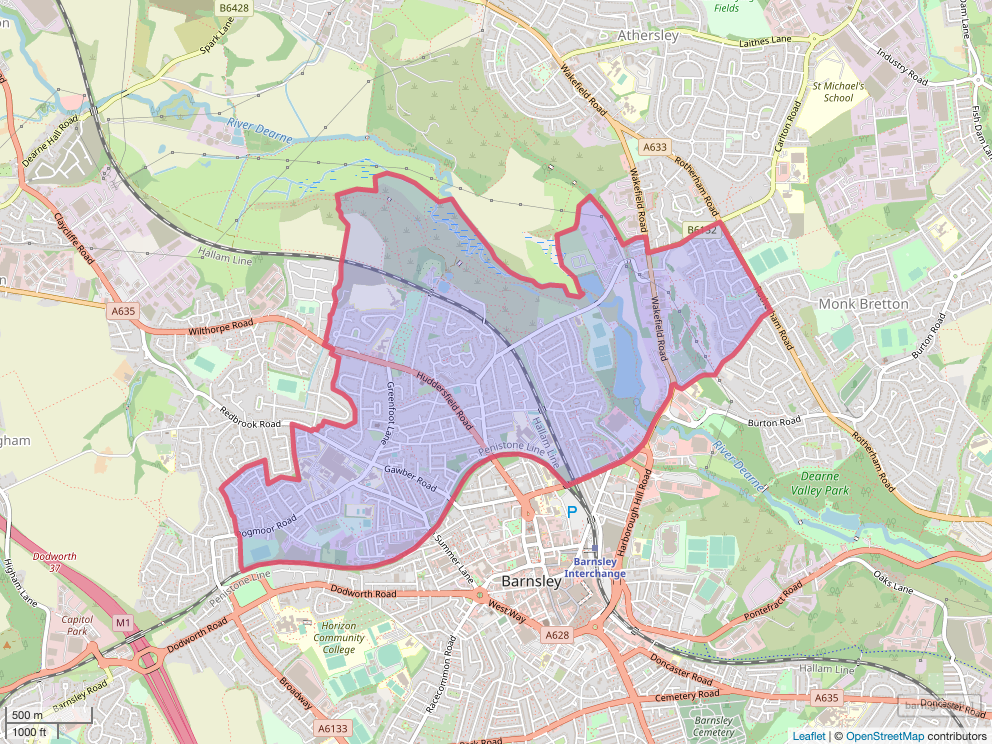 B6428
Spark Lane
Athersley
Fields
Laithes Lane
Dam Lane
Industry Road
St Michael's
School
Wakefield Road
River Dearne
Dearne Hall Road
A633
Carlton Road
Fish Dam Lane
Rotherham Road
Wakefield Road
B6132
Claycliffe Road
Hallam Line
A635
Wilthorpe Road
Monk Bretton
Wakefield Road
Rotherham Road
Burton Road
Huddersfield Road
Greenfoot Lane
Redbrook Road
Hallam Line
Burton Road
Penistone Line
Gawber Road
River Dearne
Rotherham Road
Dearne
Valley Park
Harborough Hill Road
P
Dodworth
37
Summer Lane
Barnsley
Interchange
Barnsley
Higham Lane
Penistone Line
Oaks Lane
Dodworth Road
Pontefract Road
Capitol
Park
M1
Dodworth Road
Horizon
Community
College
West Way
A628
Racecommon Road
Doncaster Road
Hallam Line
Barnsley Road
Broadway
Cemetery Road
A635
Doncaster Road
500 m
1000 ft
A6133
Barnsley
Cemetery
Park Road
Leaflet | © OpenStreetMap contributors